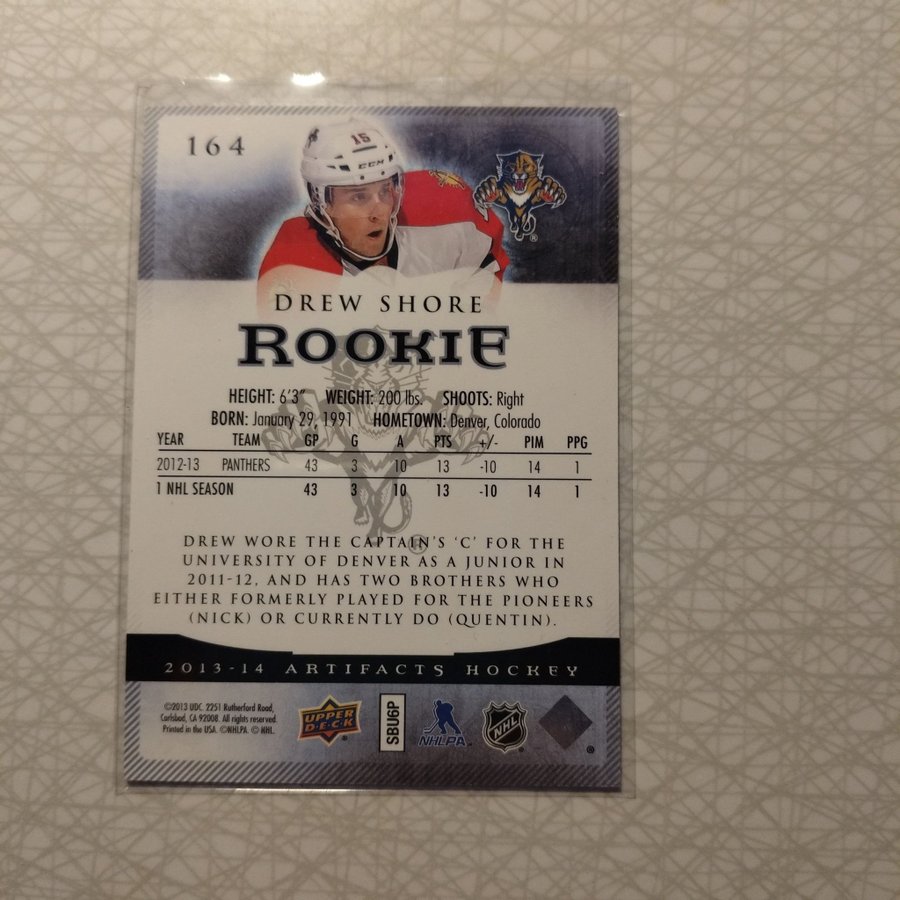 164
15
CCM
DREW SHORE
ROOKIE
HEIGHT: 6'3" WEIGHT: 200 lbs. SHOOTS: Right
BORN: January 29, 1991 HOMETOWN: Denver, Colorado
YEAR TEAM GP G A PTS +/- PIM PPG
2012-13 PANTHERS 43 3 10 13 -10 14 1
1 NHL SEASON 43 3 10 13 -10 14 1
DREW WORE THE CAPTAIN'S 'C' FOR THE
UNIVERSITY OF DENVER AS A JUNIOR IN
2011-12, AND HAS TWO BROTHERS WHO
EITHER FORMERLY PLAYED FOR THE PIONEERS
(NICK) OR CURRENTLY DO (QUENTIN).
2013-14 ARTIFACTS HOCKEY
©2013 UDC. 2251 Rutherford Road,
Carlsbad, CA 92008. All rights reserved.
Printed in the USA. ©NHLPA. © NHL.
UPPER
D·E·C·K
SBU6P
NHLPA
NHL